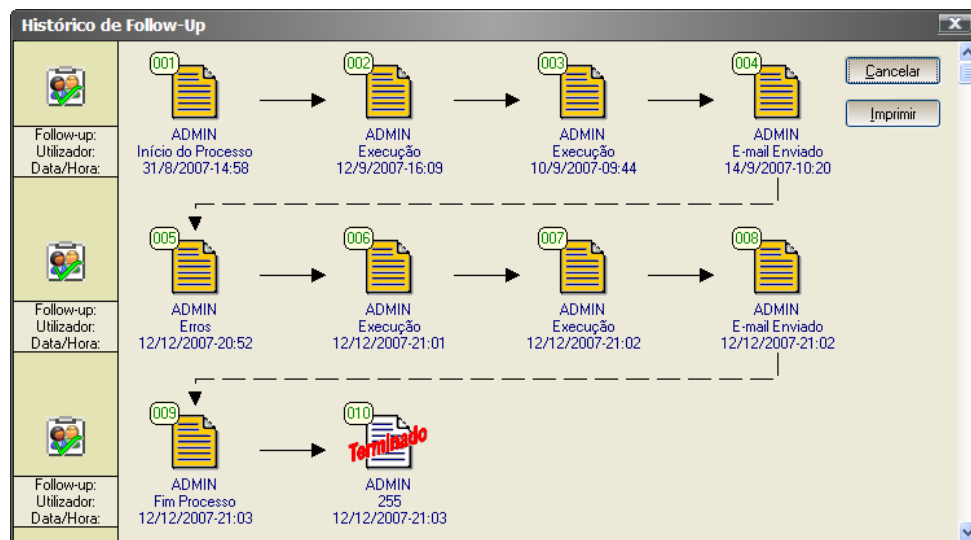 Histórico de Follow-Up
X
001 002 003 004
Cancelar
Imprimir
Follow-up: ADMIN ADMIN ADMIN ADMIN
Utilizador: Início do Processo Execução Execução E-mail Enviado
Data/Hora: 31/8/2007-14:58 12/9/2007-16:09 10/9/2007-09:44 14/9/2007-10:20
005 006 007 008
Follow-up: ADMIN ADMIN ADMIN ADMIN
Utilizador: Erros Execução Execução E-mail Enviado
Data/Hora: 12/12/2007-20:52 12/12/2007-21:01 12/12/2007-21:02 12/12/2007-21:02
009 010
Terminado
Follow-up: ADMIN ADMIN
Utilizador: Fim Processo 255
Data/Hora: 12/12/2007-21:03 12/12/2007-21:03